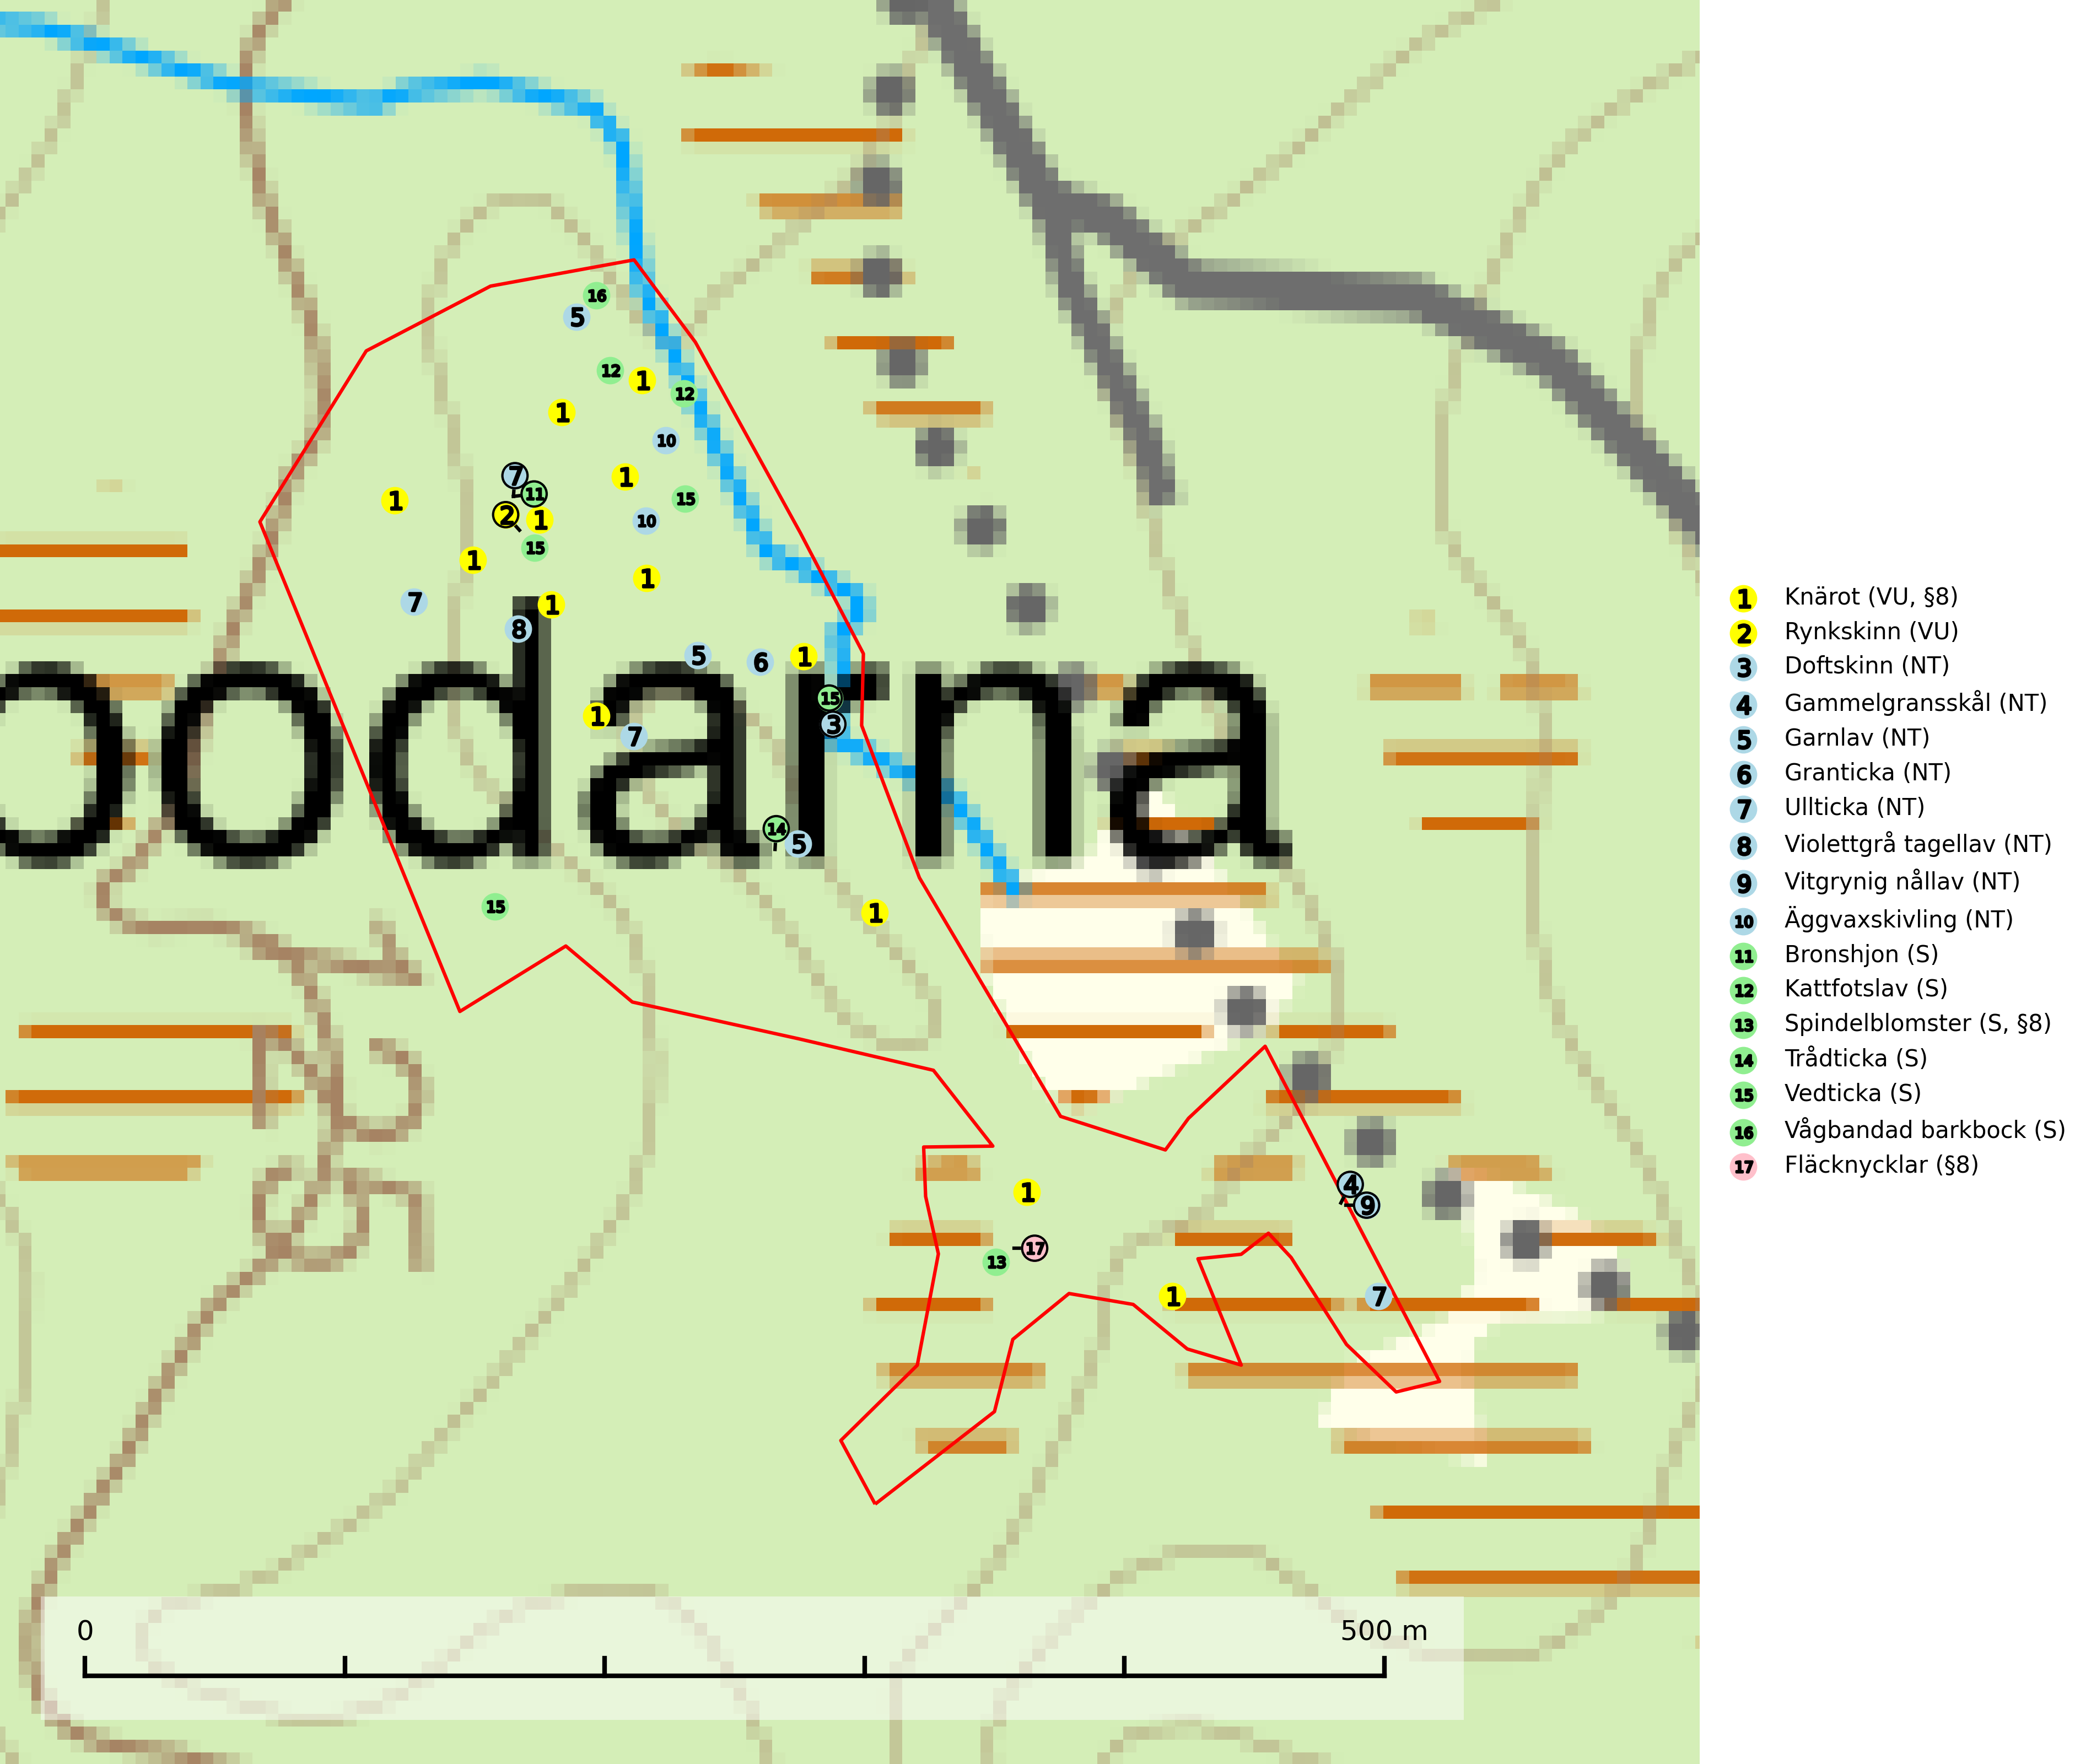 16
5
12
1
12
1
10
7
1
11
1
15
2
1
10
15
1
1
7
1
8
5
6
1
15
1
3
7
odarna
14
5
15
1
1
4
9
17
13
1
7
0
500 m
1 Knärot (VU, §8)
2 Rynkskinn (VU)
3 Doftskinn (NT)
4 Gammelgransskål (NT)
5 Garnlav (NT)
6 Granticka (NT)
7 Ullticka (NT)
8 Violettgrå tagellav (NT)
9 Vitgrynig nållav (NT)
10 Äggvaxskivling (NT)
11 Bronshjon (S)
12 Kattfotslav (S)
13 Spindelblomster (S, §8)
14 Trådticka (S)
15 Vedticka (S)
16 Vågbandad barkbock (S)
17 Fläcknycklar (§8)